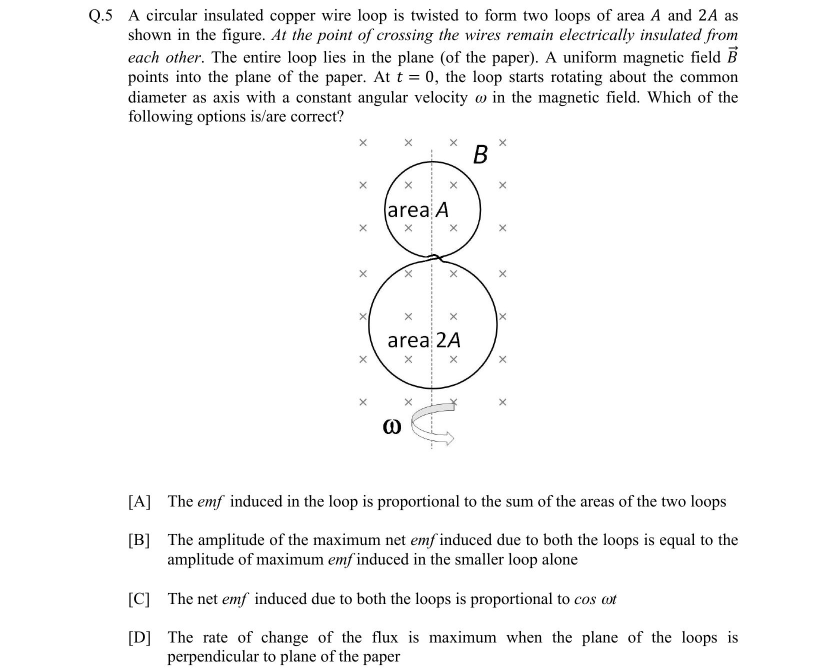 Q.5 A circular insulated copper wire loop is twisted to form two loops of area A and 2A as
shown in the figure. At the point of crossing the wires remain electrically insulated from
each other. The entire loop lies in the plane (of the paper). A uniform magnetic field B⃗
points into the plane of the paper. At t = 0, the loop starts rotating about the common
diameter as axis with a constant angular velocity ω in the magnetic field. Which of the
following options is/are correct?
B
area A
area 2A
ω
[A] The emf induced in the loop is proportional to the sum of the areas of the two loops
[B] The amplitude of the maximum net emf induced due to both the loops is equal to the
amplitude of maximum emf induced in the smaller loop alone
[C] The net emf induced due to both the loops is proportional to cos ωt
[D] The rate of change of the flux is maximum when the plane of the loops is
perpendicular to plane of the paper